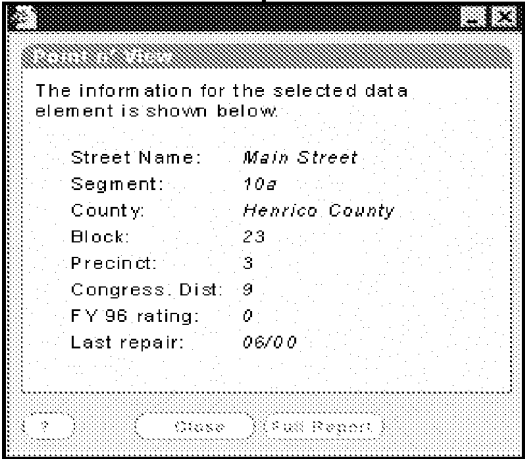 Point n' View
The information for the selected data
element is shown below.
Street Name: Main Street
Segment: 10a
County: Henrico County
Block: 23
Precinct: 3
Congress. Dist: 9
FY 96 rating: 0
Last repair: 06/00
? Close Full Report